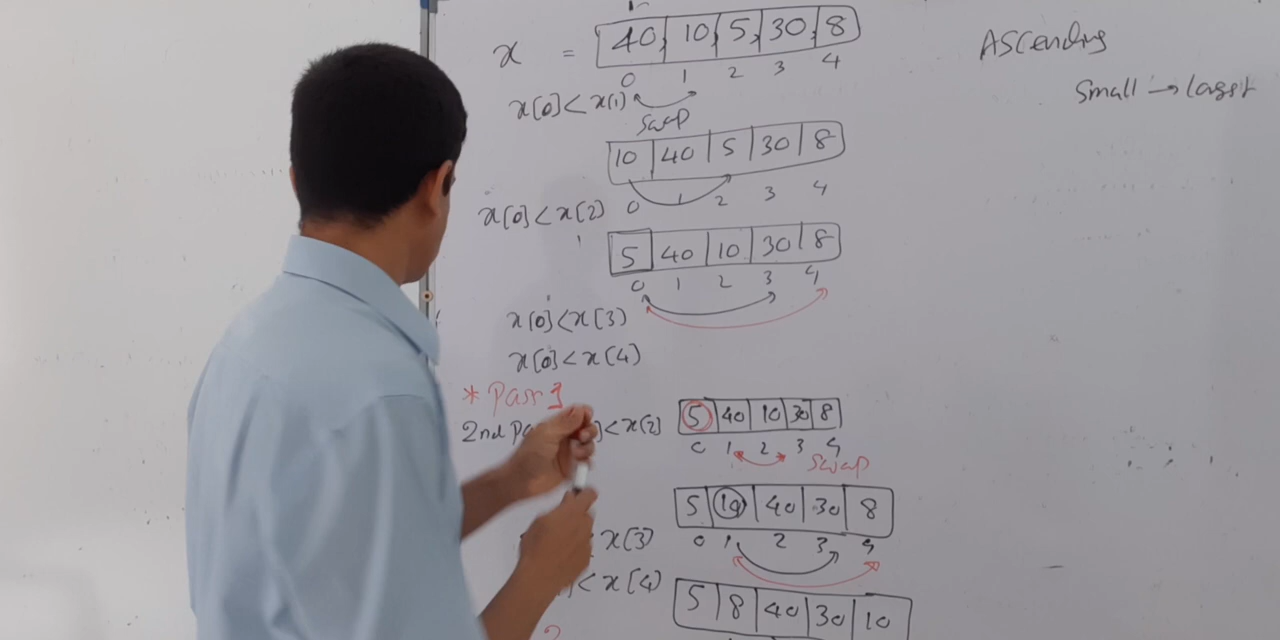 x = 40, 10, 5, 30, 8
0 1 2 3 4
Ascending
Small → largest
x[0] < x(1)
swap
10 40 5 30 8
0 1 2 3 4
x[0] < x[2]
5 40 10 30 8
0 1 2 3 4
x[0] < x[3]
x[0] < x[4]
* Pass 1
2nd < x[2] 5 40 10 30 8
0 1 2 3 4
swap
5 10 40 30 8
0 1 2 3 4
x(3)
< x[4]
5 8 40 30 10